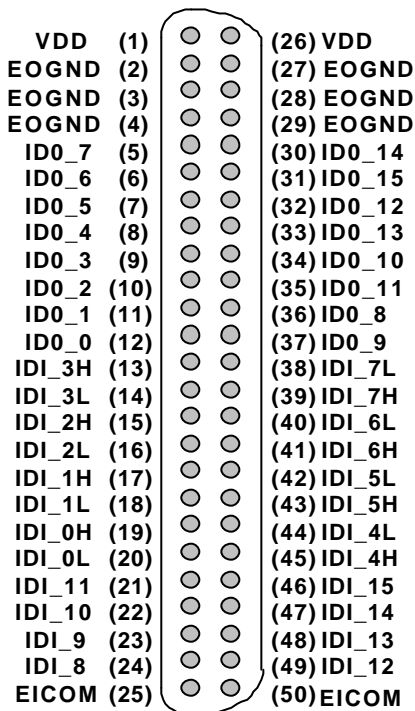 VDD (1) (26) VDD
EOGND (2) (27) EOGND
EOGND (3) (28) EOGND
EOGND (4) (29) EOGND
ID0_7 (5) (30) ID0_14
ID0_6 (6) (31) ID0_15
ID0_5 (7) (32) ID0_12
ID0_4 (8) (33) ID0_13
ID0_3 (9) (34) ID0_10
ID0_2 (10) (35) ID0_11
ID0_1 (11) (36) ID0_8
ID0_0 (12) (37) ID0_9
IDI_3H (13) (38) IDI_7L
IDI_3L (14) (39) IDI_7H
IDI_2H (15) (40) IDI_6L
IDI_2L (16) (41) IDI_6H
IDI_1H (17) (42) IDI_5L
IDI_1L (18) (43) IDI_5H
IDI_0H (19) (44) IDI_4L
IDI_0L (20) (45) IDI_4H
IDI_11 (21) (46) IDI_15
IDI_10 (22) (47) IDI_14
IDI_9 (23) (48) IDI_13
IDI_8 (24) (49) IDI_12
EICOM (25) (50) EICOM